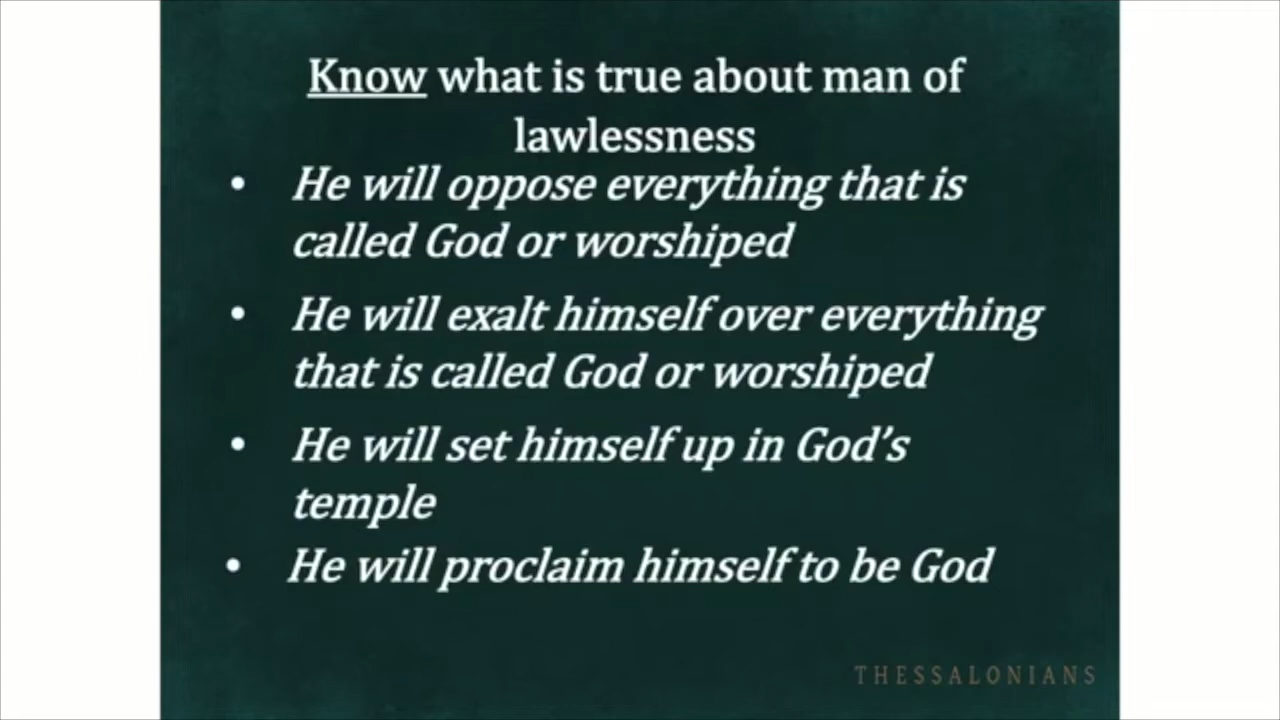 Know what is true about man of
lawlessness
• He will oppose everything that is
called God or worshiped
• He will exalt himself over everything
that is called God or worshiped
• He will set himself up in God’s
temple
• He will proclaim himself to be God
THESSALONIANS